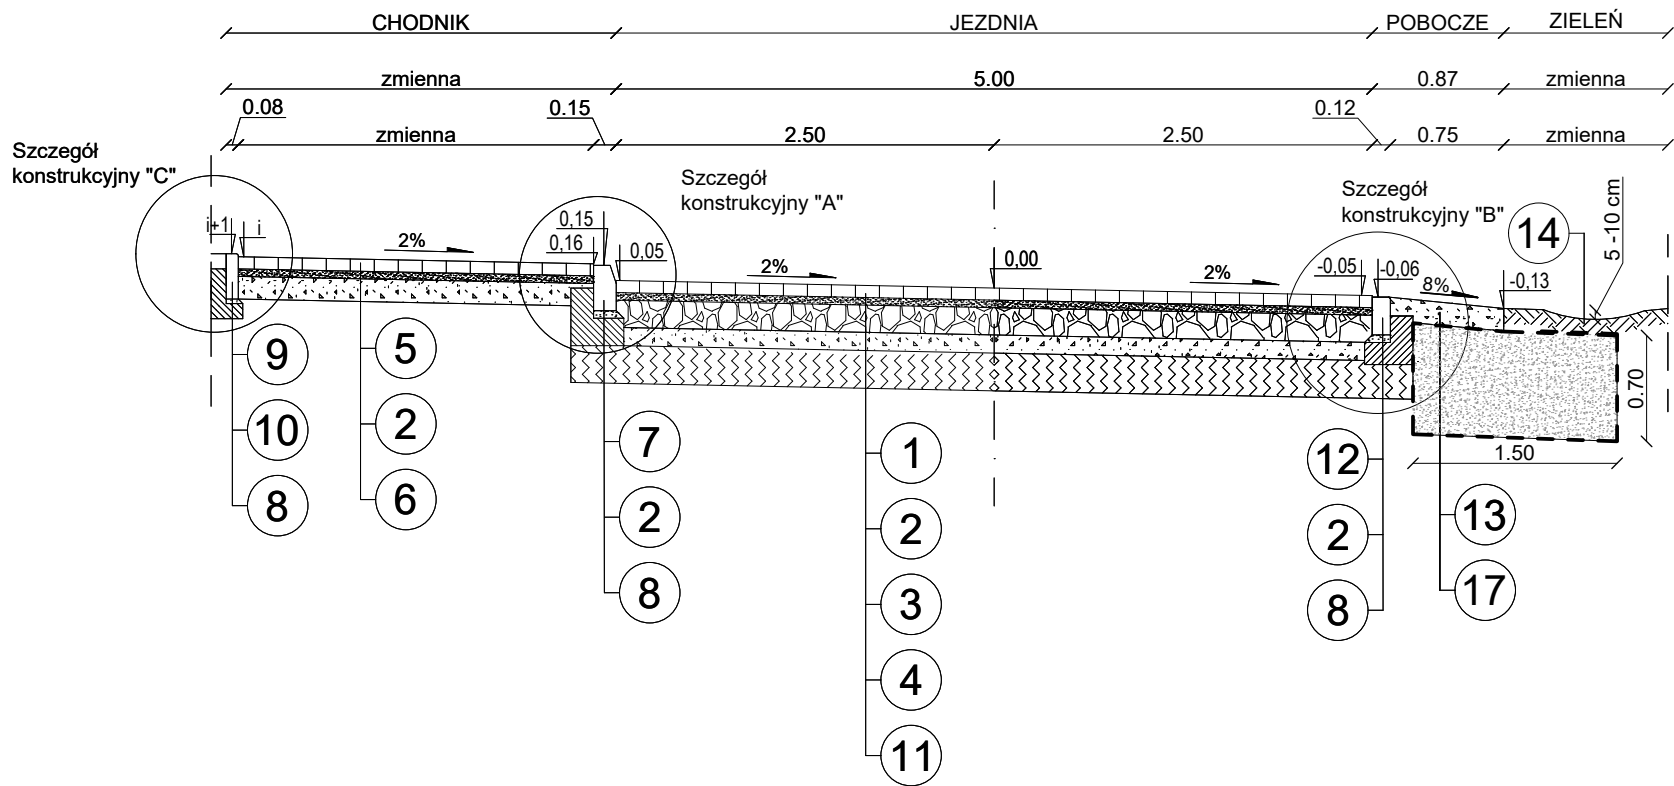 CHODNIK JEZDNIA POBOCZE ZIELEŃ
zmienna 5.00 0.87 zmienna
0.08 0.15 0.12
zmienna 2.50 2.50 0.75 zmienna
Szczegół
konstrukcyjny "C"
Szczegół
konstrukcyjny "A"
Szczegół
konstrukcyjny "B"
14
5 -10 cm
i+1 i 2% 0,15
0,16 0,05 2% 0,00 2% -0,05 -0,06 8% -0,13
0.70
1.50
9
10
8
5
2
6
7
2
8
1
2
3
4
11
12
2
8
13
17